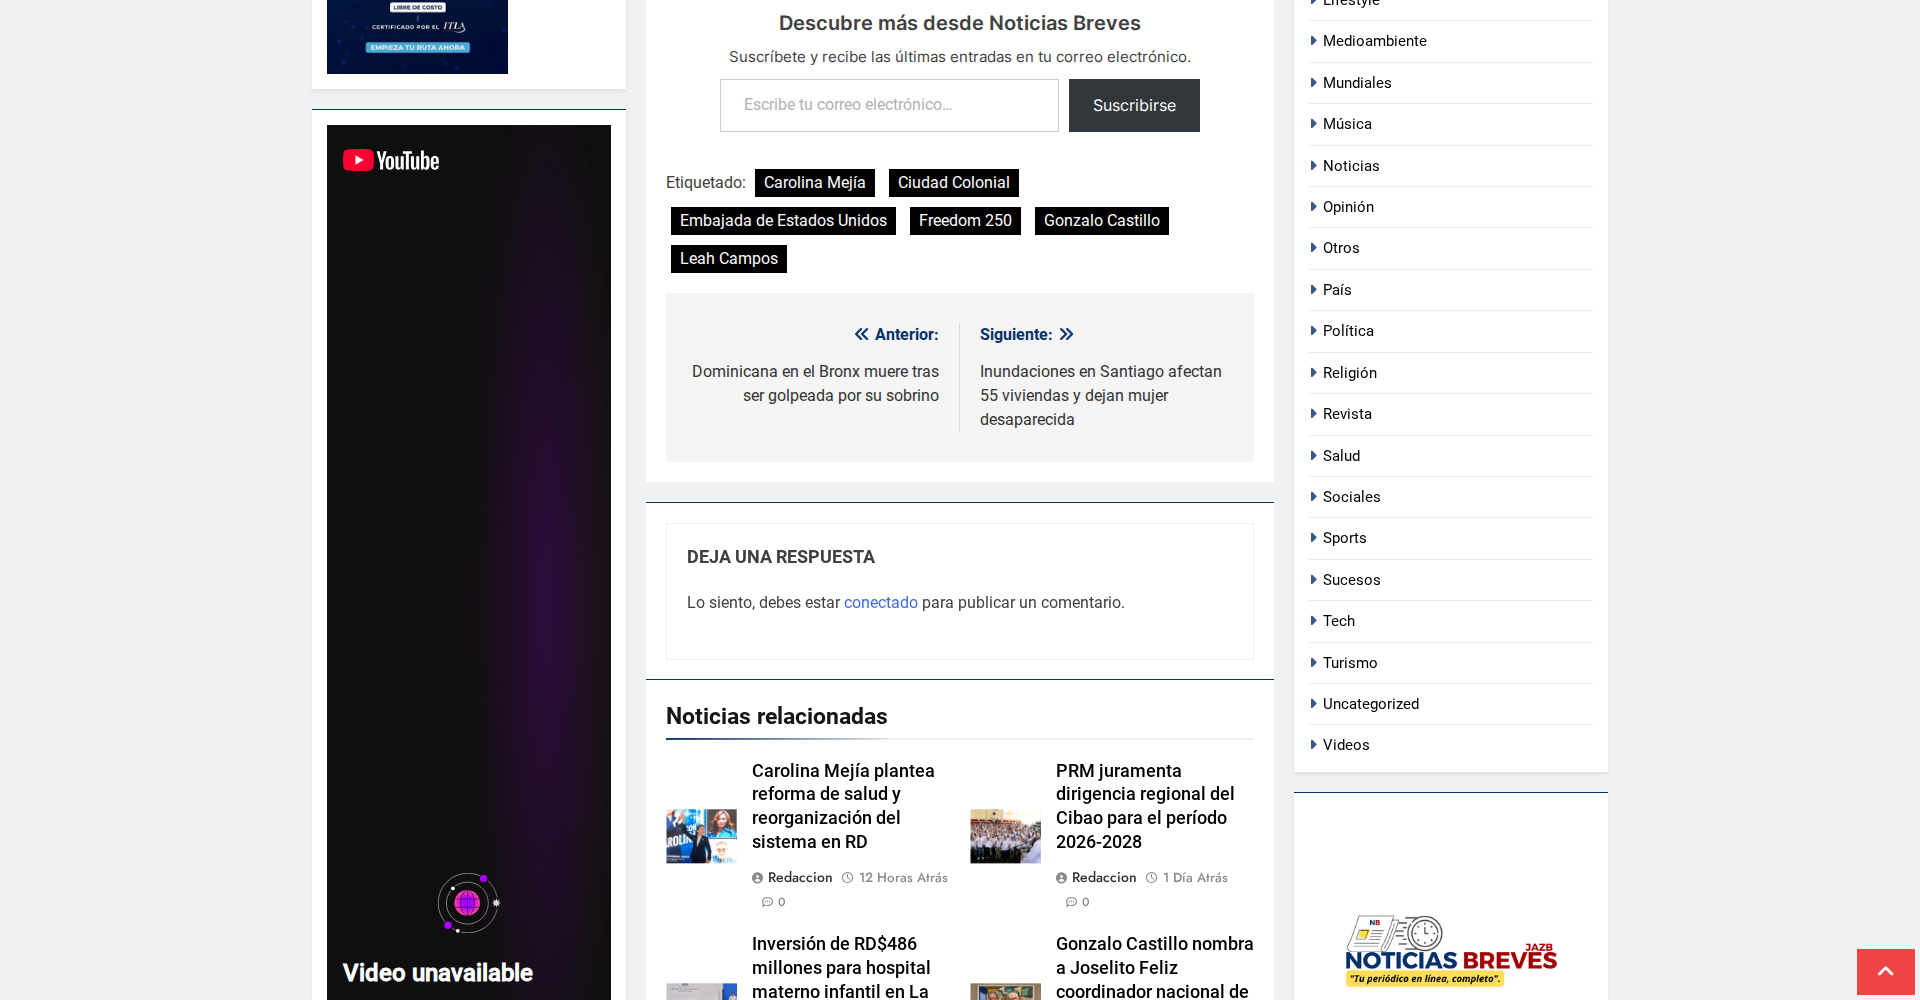 LIBRE DE COSTO
CERTIFICADO POR EL ITLA
EMPIEZA TU RUTA AHORA
YouTube
Video unavailable
Descubre más desde Noticias Breves
Suscríbete y recibe las últimas entradas en tu correo electrónico.
Escribe tu correo electrónico…
Suscribirse
Etiquetado: Carolina Mejía Ciudad Colonial
Embajada de Estados Unidos Freedom 250 Gonzalo Castillo
Leah Campos
Anterior:
Dominicana en el Bronx muere tras
ser golpeada por su sobrino
Siguiente:
Inundaciones en Santiago afectan
55 viviendas y dejan mujer
desaparecida
DEJA UNA RESPUESTA
Lo siento, debes estar conectado para publicar un comentario.
Noticias relacionadas
Carolina Mejía plantea
reforma de salud y
reorganización del
sistema en RD
Redaccion 12 Horas Atrás
0
PRM juramenta
dirigencia regional del
Cibao para el período
2026-2028
Redaccion 1 Día Atrás
0
Inversión de RD$486
millones para hospital
materno infantil en La
Gonzalo Castillo nombra
a Joselito Feliz
coordinador nacional de
Lifestyle
Medioambiente
Mundiales
Música
Noticias
Opinión
Otros
País
Política
Religión
Revista
Salud
Sociales
Sports
Sucesos
Tech
Turismo
Uncategorized
Videos
NB
JAZB
NOTICIAS BREVES
"Tu periódico en línea, completo".